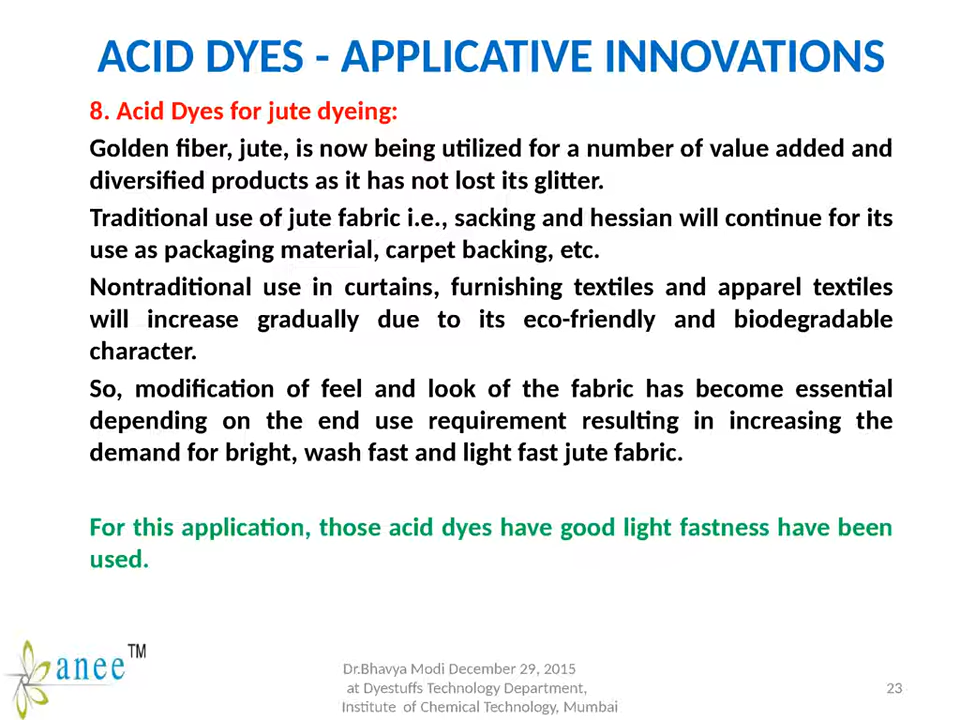 ACID DYES - APPLICATIVE INNOVATIONS
8. Acid Dyes for jute dyeing:
Golden fiber, jute, is now being utilized for a number of value added and
diversified products as it has not lost its glitter.
Traditional use of jute fabric i.e., sacking and hessian will continue for its
use as packaging material, carpet backing, etc.
Nontraditional use in curtains, furnishing textiles and apparel textiles
will increase gradually due to its eco-friendly and biodegradable
character.
So, modification of feel and look of the fabric has become essential
depending on the end use requirement resulting in increasing the
demand for bright, wash fast and light fast jute fabric.
For this application, those acid dyes have good light fastness have been
used.
anee TM
Dr.Bhavya Modi December 29, 2015
at Dyestuffs Technology Department,
Institute of Chemical Technology, Mumbai
23